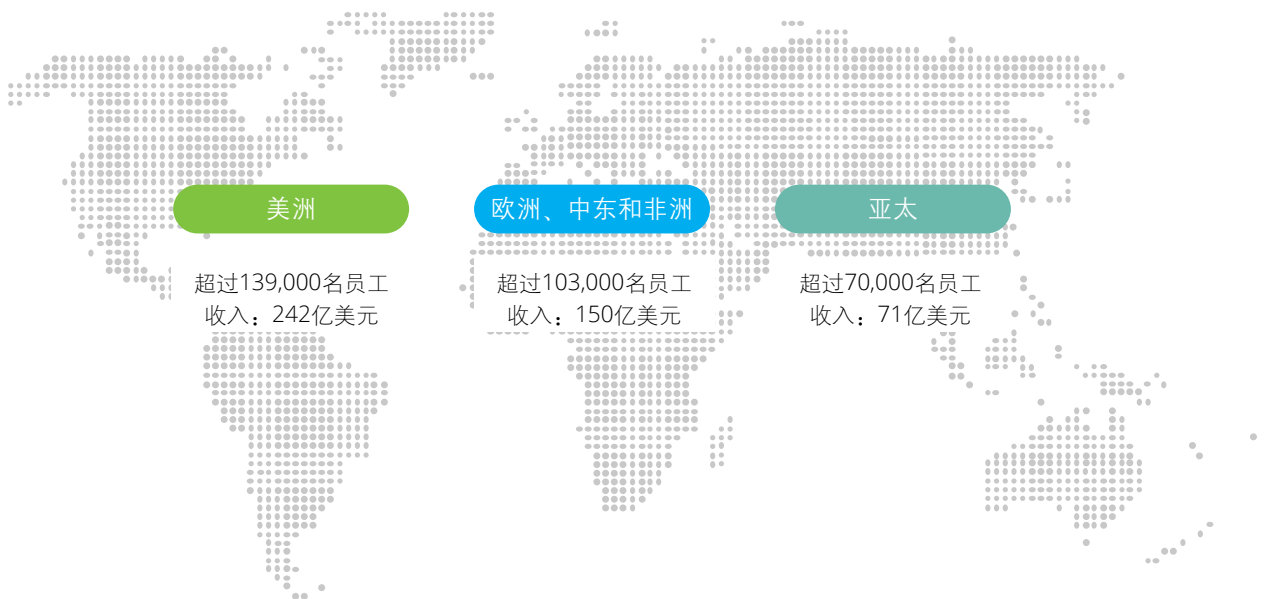 美洲
超过139,000名员工
收入：242亿美元
欧洲、中东和非洲
超过103,000名员工
收入：150亿美元
亚太
超过70,000名员工
收入：71亿美元